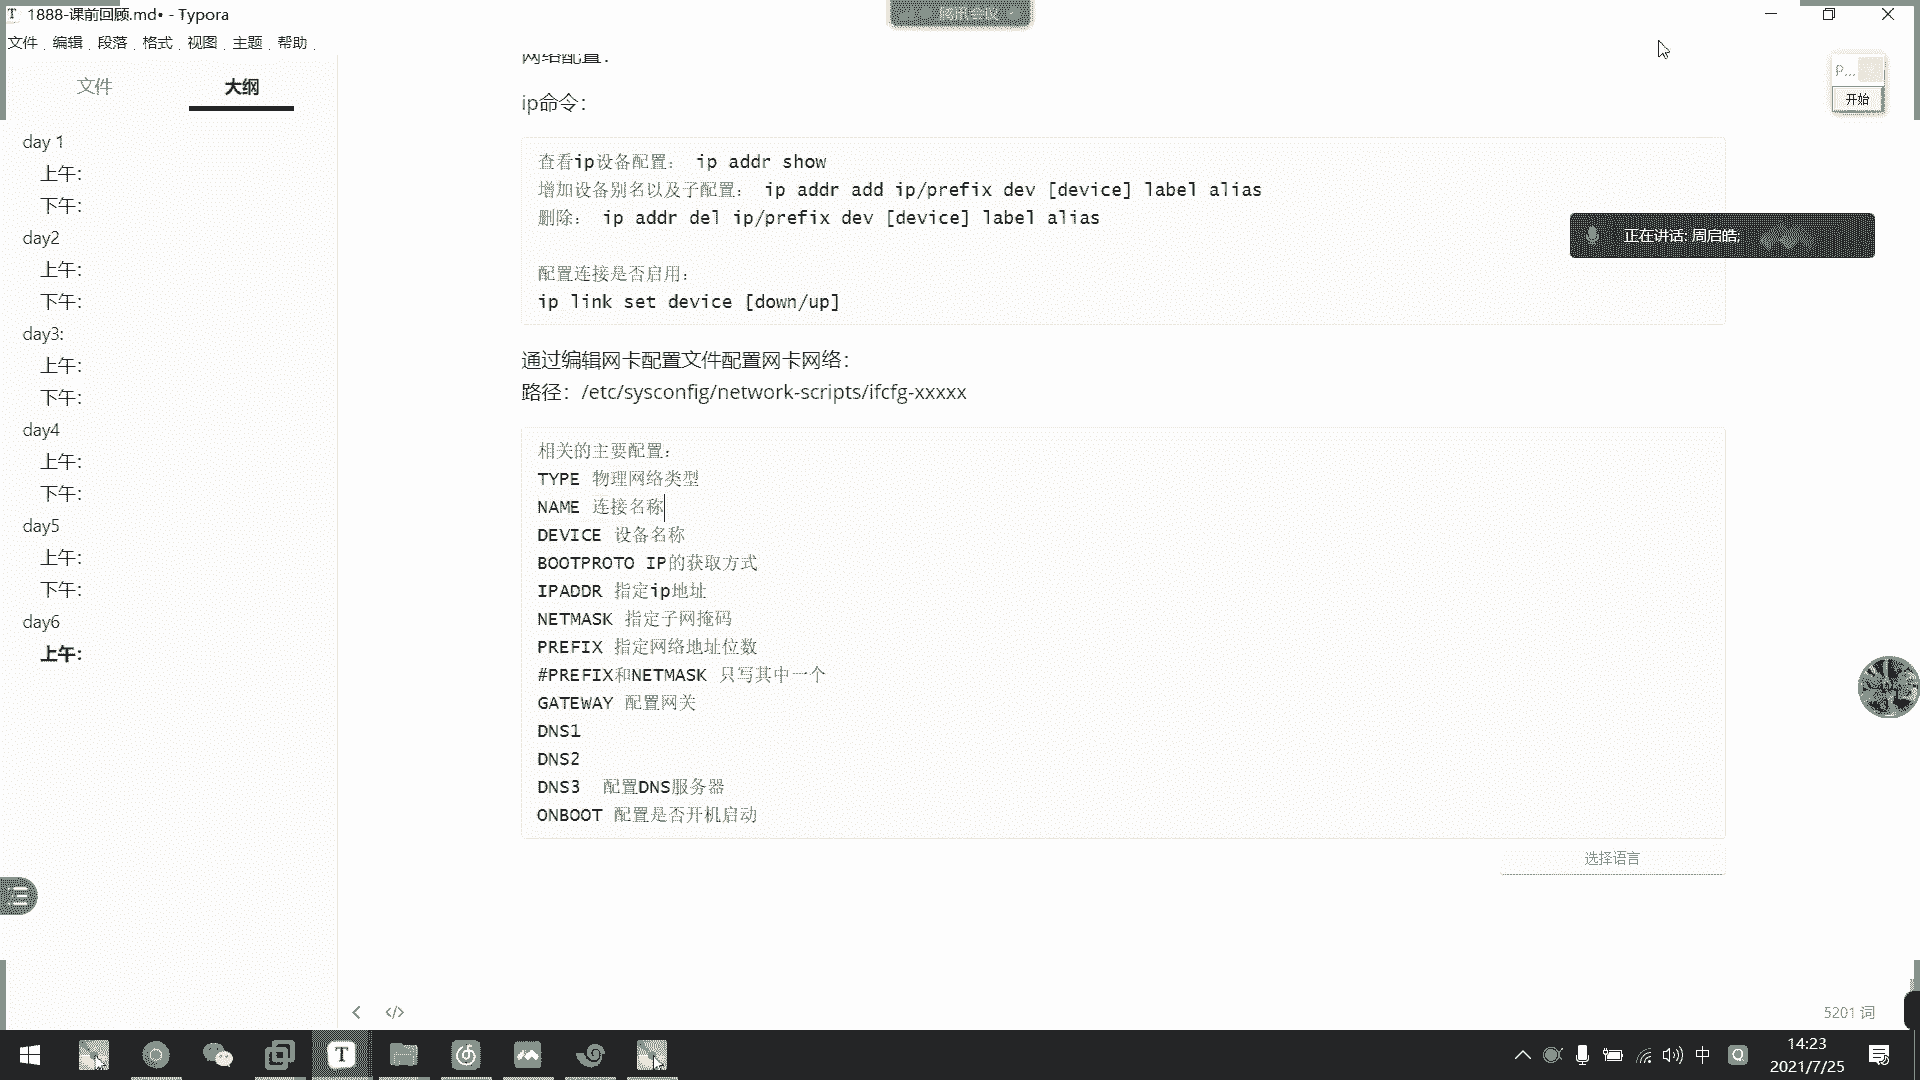 1888-课前回顾.md• - Typora
腾讯会议
文件 编辑 段落 格式 视图 主题 帮助
文件 大纲
day 1
上午：
下午：
day2
上午：
下午：
day3:
上午：
下午：
day4
上午：
下午：
day5
上午：
下午：
day6
上午：
网络配置：
ip命令：
查看ip设备配置： ip addr show
增加设备别名以及子配置： ip addr add ip/prefix dev [device] label alias
删除： ip addr del ip/prefix dev [device] label alias
配置连接是否启用：
ip link set device [down/up]
通过编辑网卡配置文件配置网卡网络：
路径：/etc/sysconfig/network-scripts/ifcfg-xxxxx
相关的主要配置：
TYPE 物理网络类型
NAME 连接名称
DEVICE 设备名称
BOOTPROTO IP的获取方式
IPADDR 指定ip地址
NETMASK 指定子网掩码
PREFIX 指定网络地址位数
#PREFIX和NETMASK 只写其中一个
GATEWAY 配置网关
DNS1
DNS2
DNS3 配置DNS服务器
ONBOOT 配置是否开机启动
选择语言
P...
开始
正在讲话: 周启皓;
5201 词
中
14:23
2021/7/25